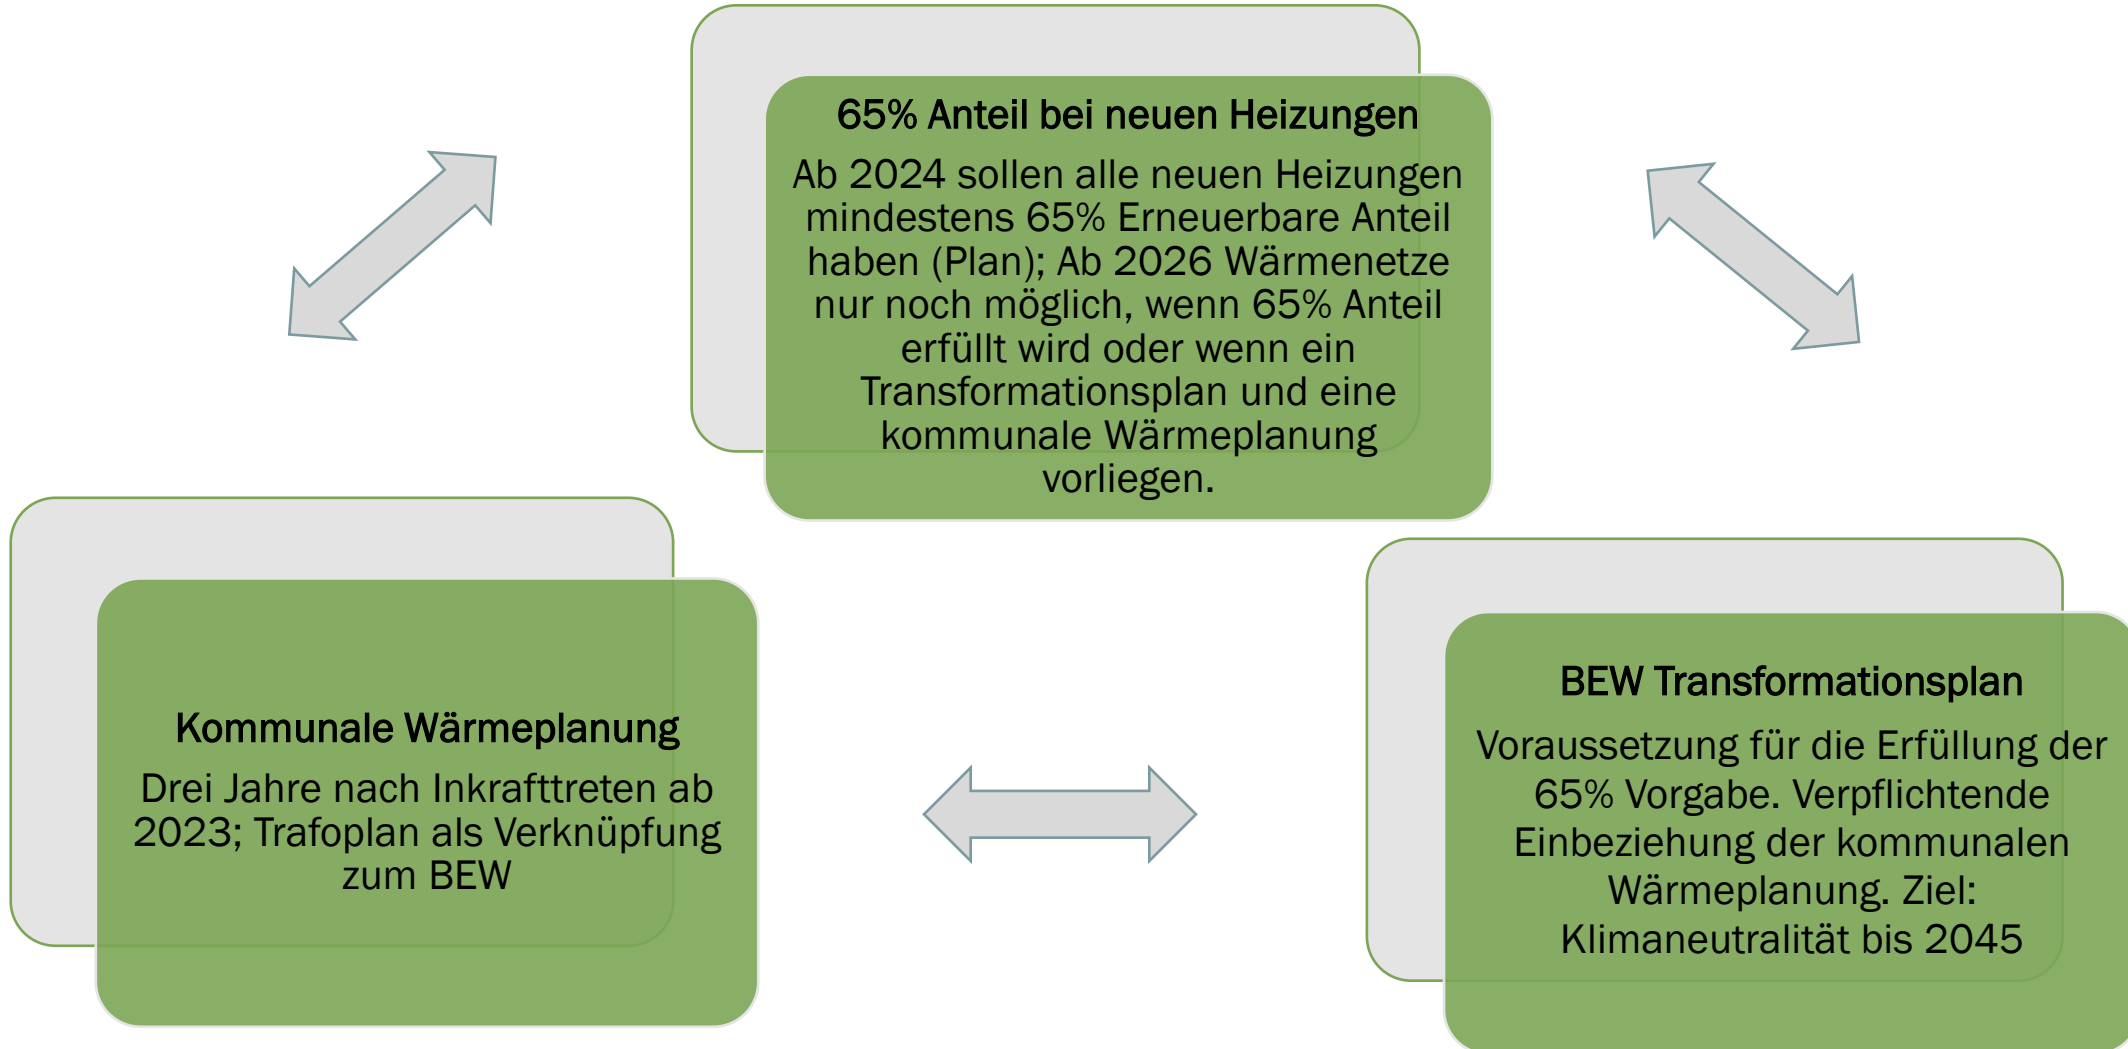 65% Anteil bei neuen Heizungen
Ab 2024 sollen alle neuen Heizungen
mindestens 65% Erneuerbare Anteil
haben (Plan); Ab 2026 Wärmenetze
nur noch möglich, wenn 65% Anteil
erfüllt wird oder wenn ein
Transformationsplan und eine
kommunale Wärmeplanung
vorliegen.
Kommunale Wärmeplanung
Drei Jahre nach Inkrafttreten ab
2023; Trafoplan als Verknüpfung
zum BEW
BEW Transformationsplan
Voraussetzung für die Erfüllung der
65% Vorgabe. Verpflichtende
Einbeziehung der kommunalen
Wärmeplanung. Ziel:
Klimaneutralität bis 2045